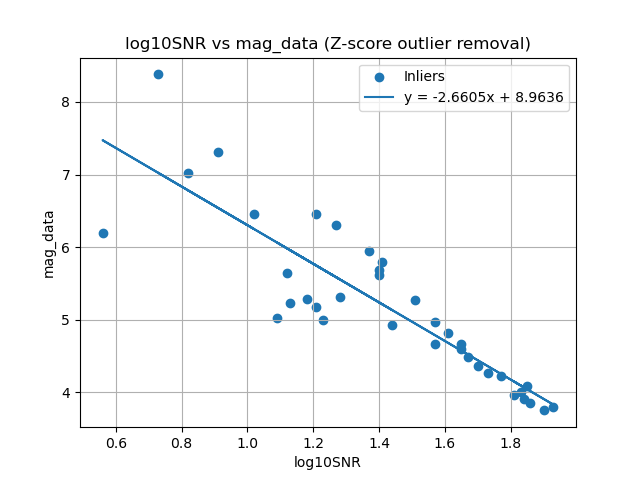 log10SNR vs mag_data (Z-score outlier removal)
Inliers
y = -2.6605x + 8.9636
8
7
6
5
4
mag_data
0.6 0.8 1.0 1.2 1.4 1.6 1.8
log10SNR